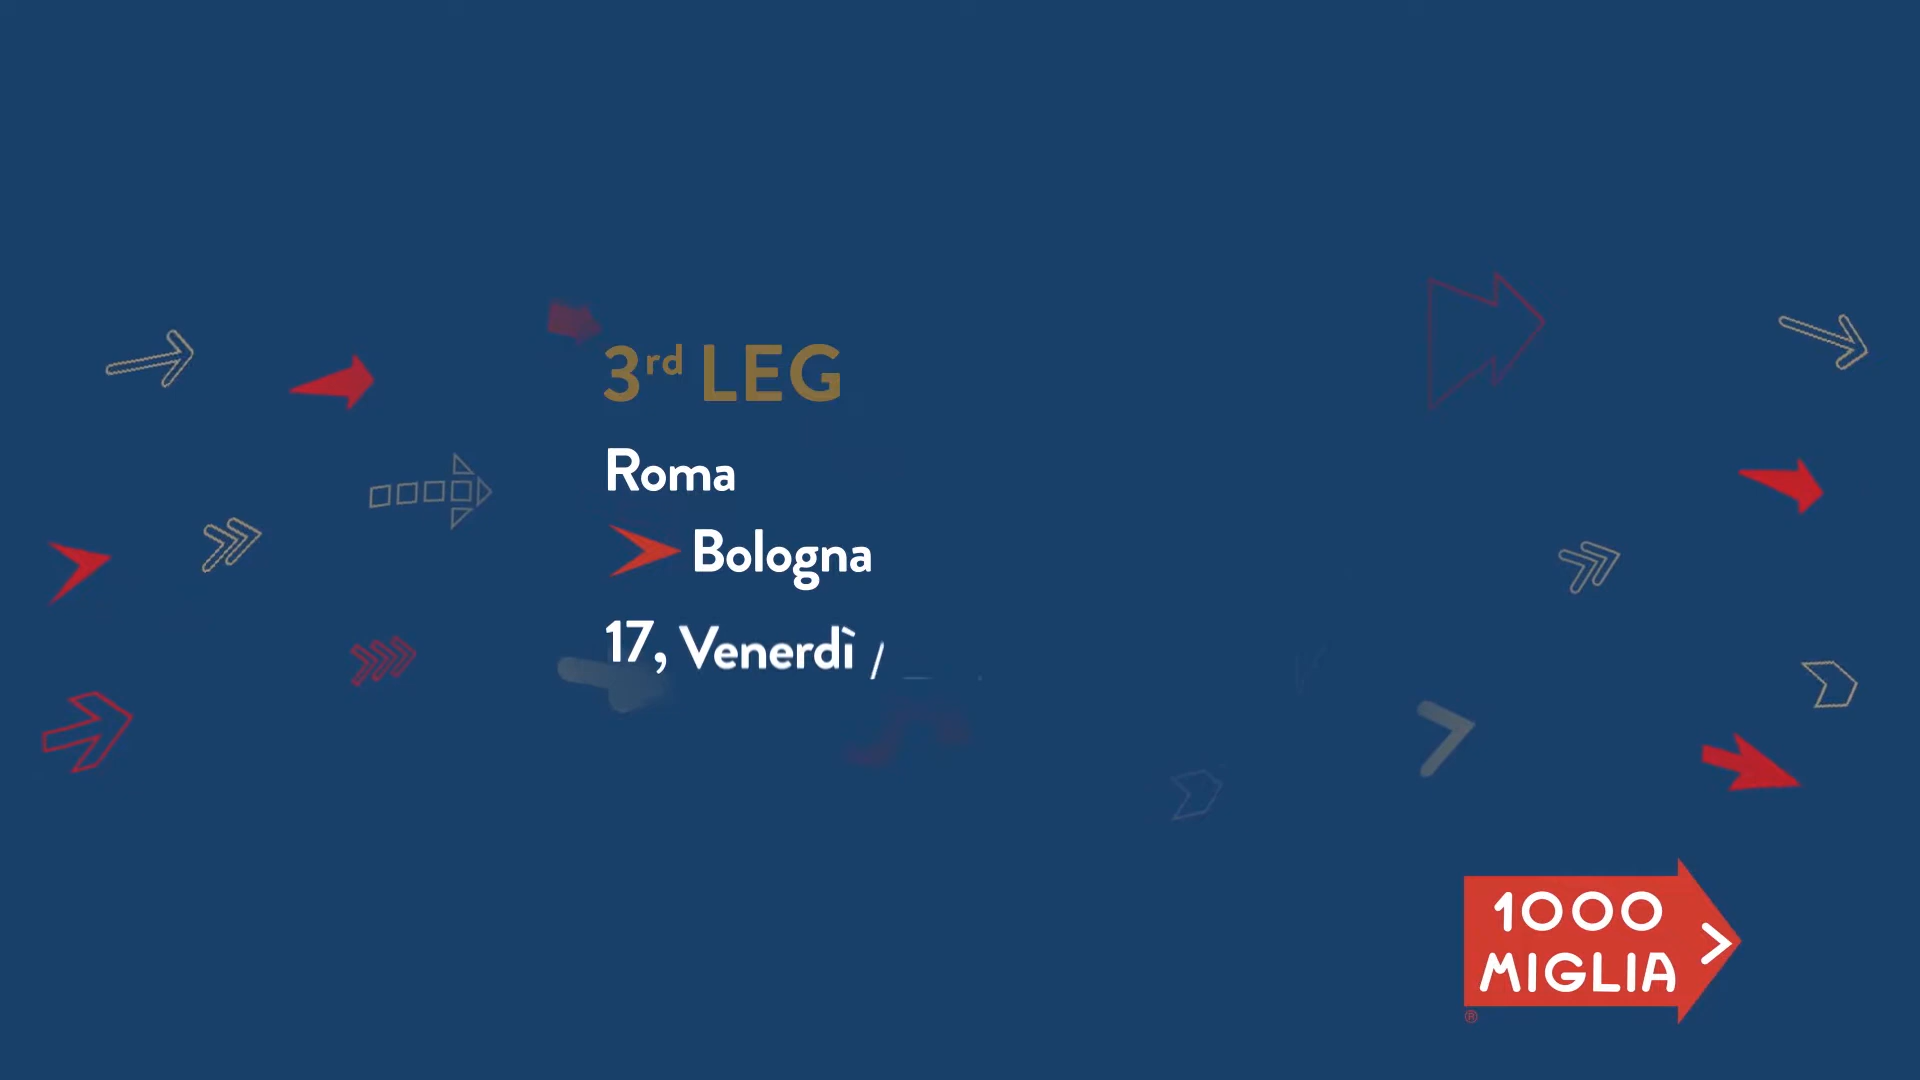 3rd LEG
Roma
Bologna
17, Venerdì /
1000
MIGLIA
®